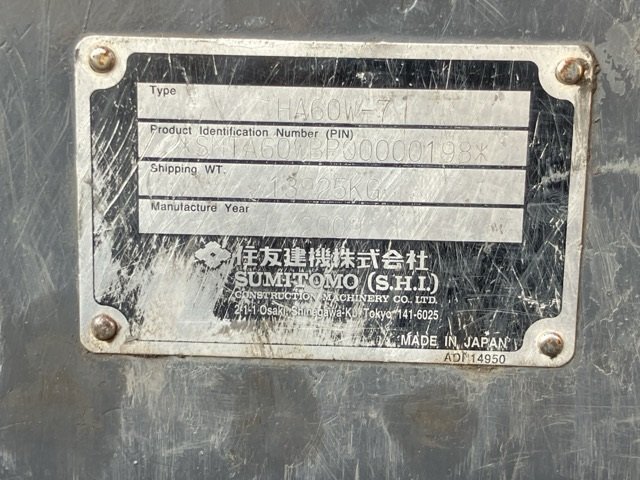 Type
HA60W-7 1
Product Identification Number (PIN)
Shipping WT.
Manufacture Year
住友建機株式会社
SUMITOMO (S.H.I.)
CONSTRUCTION MACHINERY CO. LTD.
2-1-1 Osaki, Shinagawa-Ku, Tokyo 141-6025
MADE IN JAPAN
14950